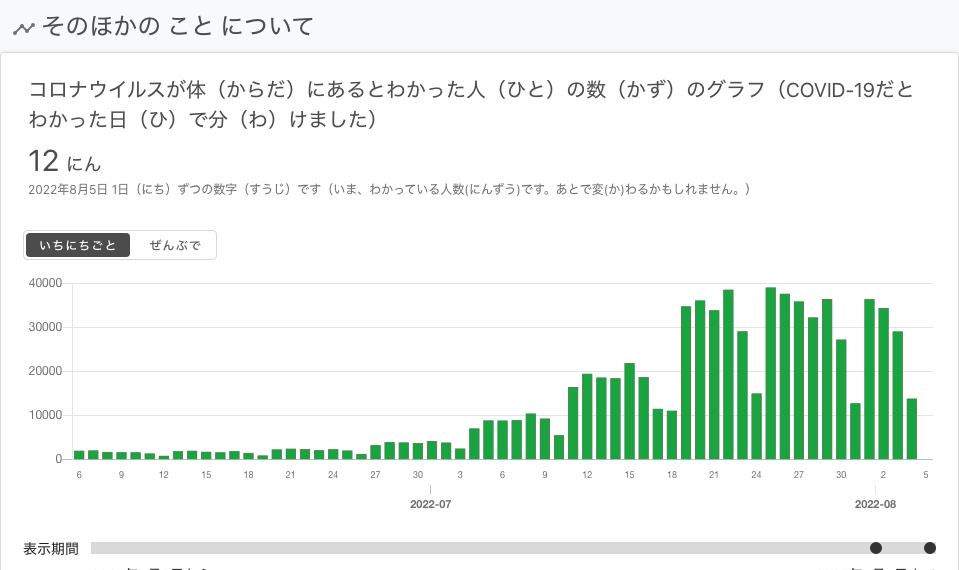 そのほかの こと について
コロナウイルスが体（からだ）にあるとわかった人（ひと）の数（かず）のグラフ（COVID-19だと
わかった日（ひ）で分（わ）けました）
12 にん
2022年8月5日 1日（にち）ずつの数字（すうじ）です（いま、わかっている人数(にんずう)です。あとで変(か)わるかもしれません。）
いちにちごと ぜんぶで
40000
30000
20000
10000
0
6 9 12 15 18 21 24 27 30 3 6 9 12 15 18 21 24 27 30 2 5
2022-07 2022-08
表示期間